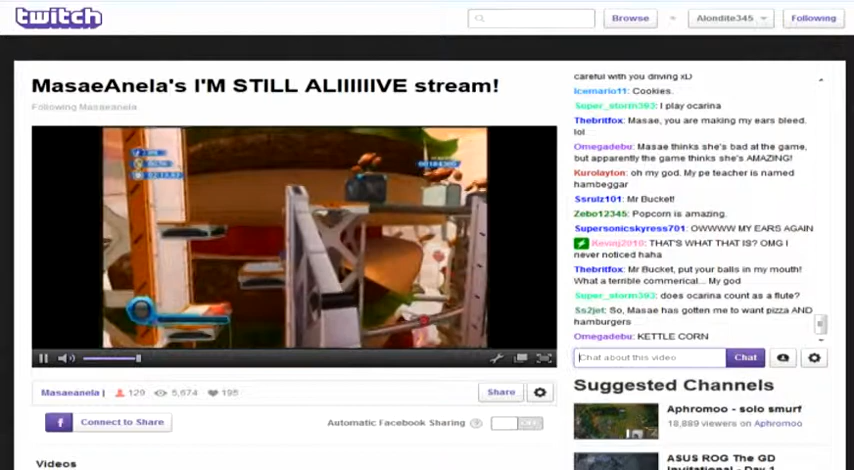 twitch
Browse
Alondite345
Following
MasaeAnela's I'M STILL ALIIIIIIVE stream!
Following Masaeanela
Masaeanela |
129
5,674
195
Share
f
Connect to Share
Automatic Facebook Sharing
?
OFF
Videos
careful with you driving xD
Icemario11: Cookies.
Super_storm393: I play ocarina
Thebritfox: Masae, you are making my ears bleed.
lol
Omegadebu: Masae thinks she's bad at the game,
but apparently the game thinks she's AMAZING!
Kurolayton: oh my god. My pe teacher is named
hambeggar
Ssrulz101: Mr Bucket!
Zebo12345: Popcorn is amazing.
Supersonicskyress701: OWWWW MY EARS AGAIN
Kevinj2910: THAT'S WHAT THAT IS? OMG I
never noticed haha
Thebritfox: Mr Bucket, put your balls in my mouth!
What a terrible commerical... My god
Super_storm393: does ocarina count as a flute?
Ss2jet: So, Masae has gotten me to want pizza AND
hamburgers
Omegadebu: KETTLE CORN
Chat about this video
Chat
Suggested Channels
Aphromoo - solo smurf
18,889 viewers on Aphromoo
ASUS ROG The GD
Invitational - Day 1